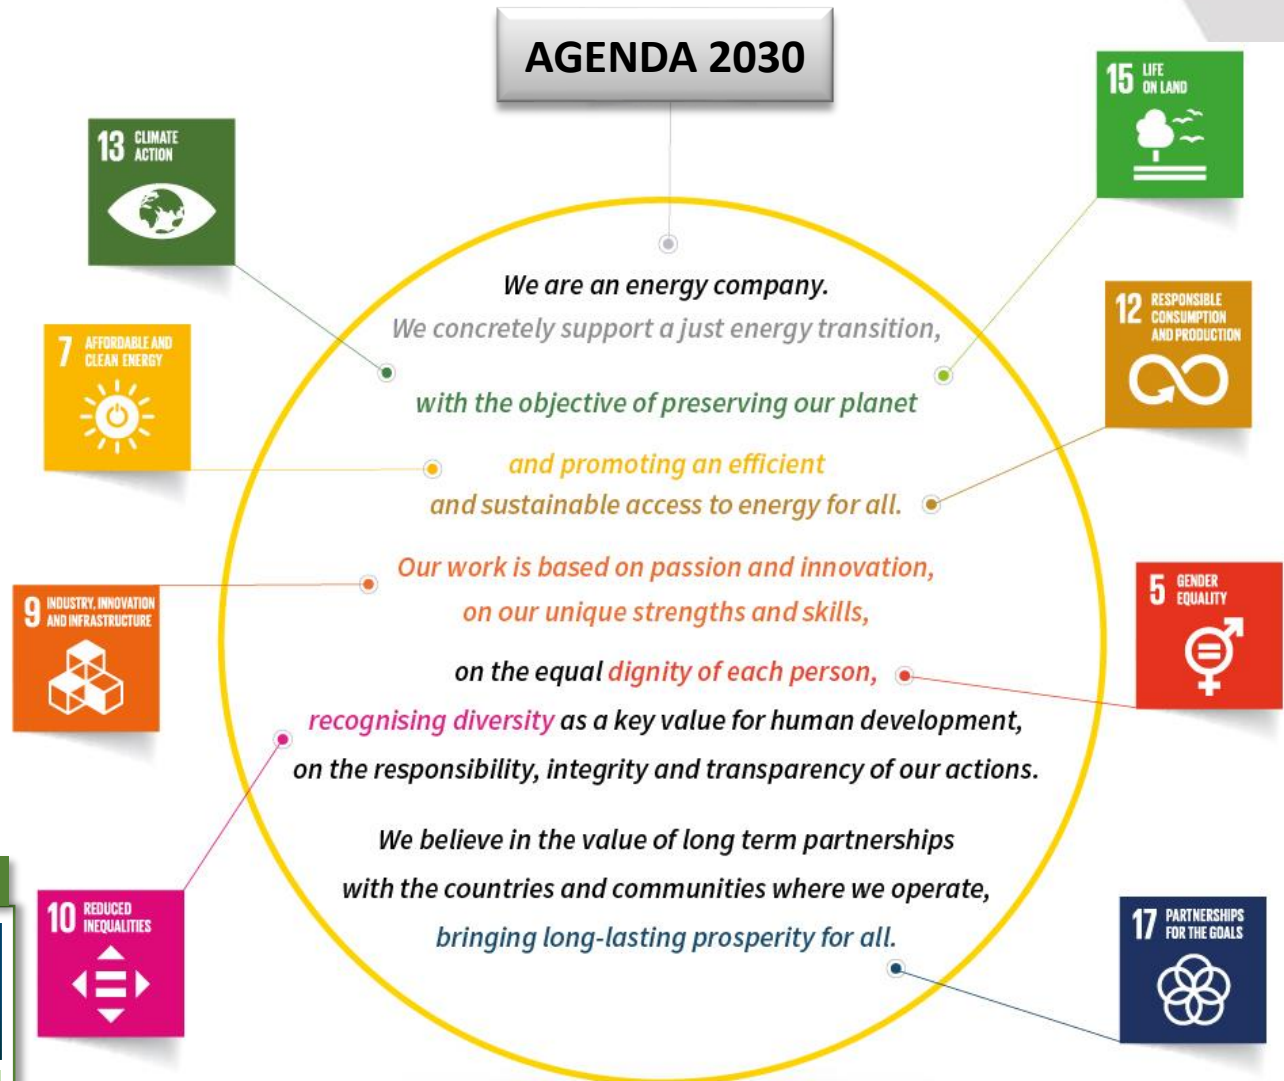 AGENDA 2030
15 LIFE
ON LAND
13 CLIMATE
ACTION
We are an energy company.
We concretely support a just energy transition,
12 RESPONSIBLE
CONSUMPTION
AND PRODUCTION
7 AFFORDABLE AND
CLEAN ENERGY
with the objective of preserving our planet
and promoting an efficient
and sustainable access to energy for all.
Our work is based on passion and innovation,
on our unique strengths and skills,
9 INDUSTRY, INNOVATION
AND INFRASTRUCTURE
5 GENDER
EQUALITY
on the equal dignity of each person,
recognising diversity as a key value for human development,
on the responsibility, integrity and transparency of our actions.
We believe in the value of long term partnerships
with the countries and communities where we operate,
bringing long-lasting prosperity for all.
10 REDUCED
INEQUALITIES
17 PARTNERSHIPS
FOR THE GOALS